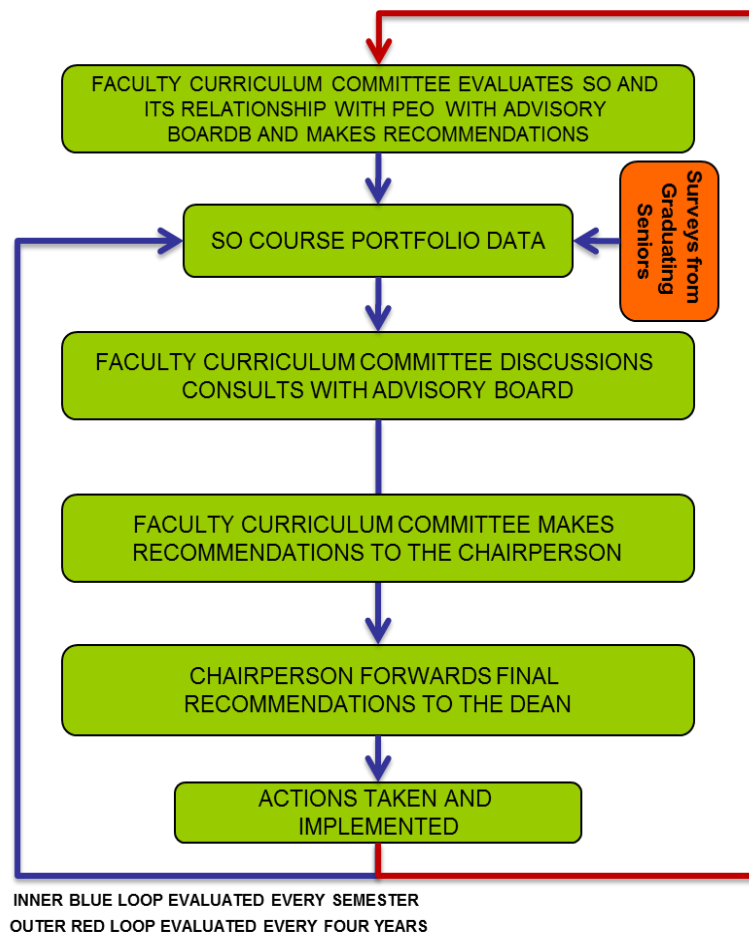 FACULTY CURRICULUM COMMITTEE EVALUATES SO AND
ITS RELATIONSHIP WITH PEO WITH ADVISORY
BOARDB AND MAKES RECOMMENDATIONS
Surveys from
Graduating
Seniors
SO COURSE PORTFOLIO DATA
FACULTY CURRICULUM COMMITTEE DISCUSSIONS
CONSULTS WITH ADVISORY BOARD
FACULTY CURRICULUM COMMITTEE MAKES
RECOMMENDATIONS TO THE CHAIRPERSON
CHAIRPERSON FORWARDS FINAL
RECOMMENDATIONS TO THE DEAN
ACTIONS TAKEN AND
IMPLEMENTED
INNER BLUE LOOP EVALUATED EVERY SEMESTER
OUTER RED LOOP EVALUATED EVERY FOUR YEARS